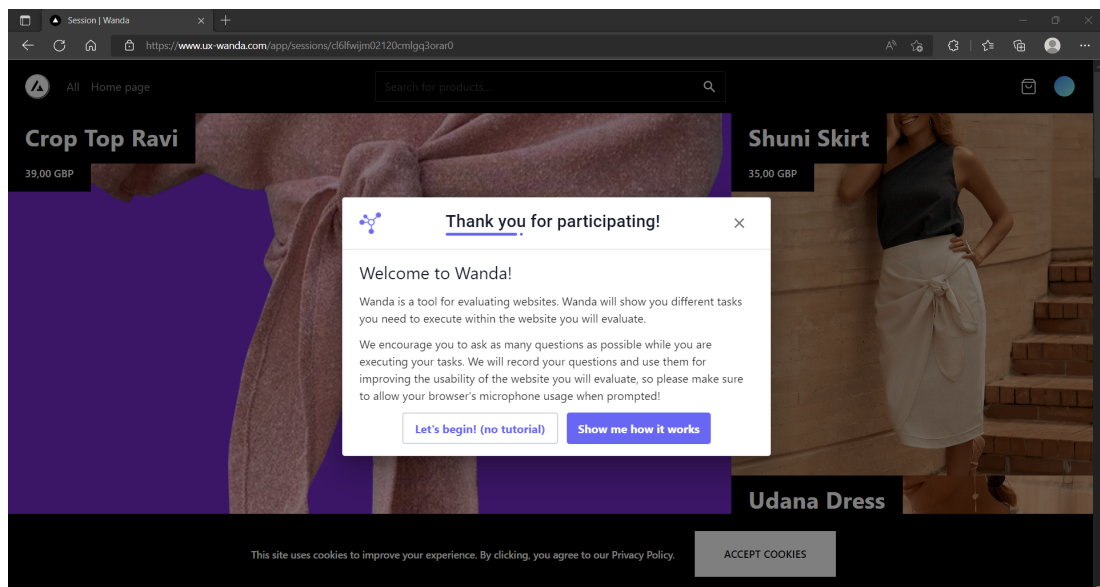 Session | Wanda
https://www.ux-wanda.com/app/sessions/cl6lfwijm02120cmlgq3orar0
All Home page
Search for products...
Crop Top Ravi
39,00 GBP
Shuni Skirt
35,00 GBP
Thank you for participating!
Welcome to Wanda!
Wanda is a tool for evaluating websites. Wanda will show you different tasks
you need to execute within the website you will evaluate.
We encourage you to ask as many questions as possible while you are
executing your tasks. We will record your questions and use them for
improving the usability of the website you will evaluate, so please make sure
to allow your browser's microphone usage when prompted!
Let's begin! (no tutorial)
Show me how it works
Udana Dress
This site uses cookies to improve your experience. By clicking, you agree to our Privacy Policy.
ACCEPT COOKIES